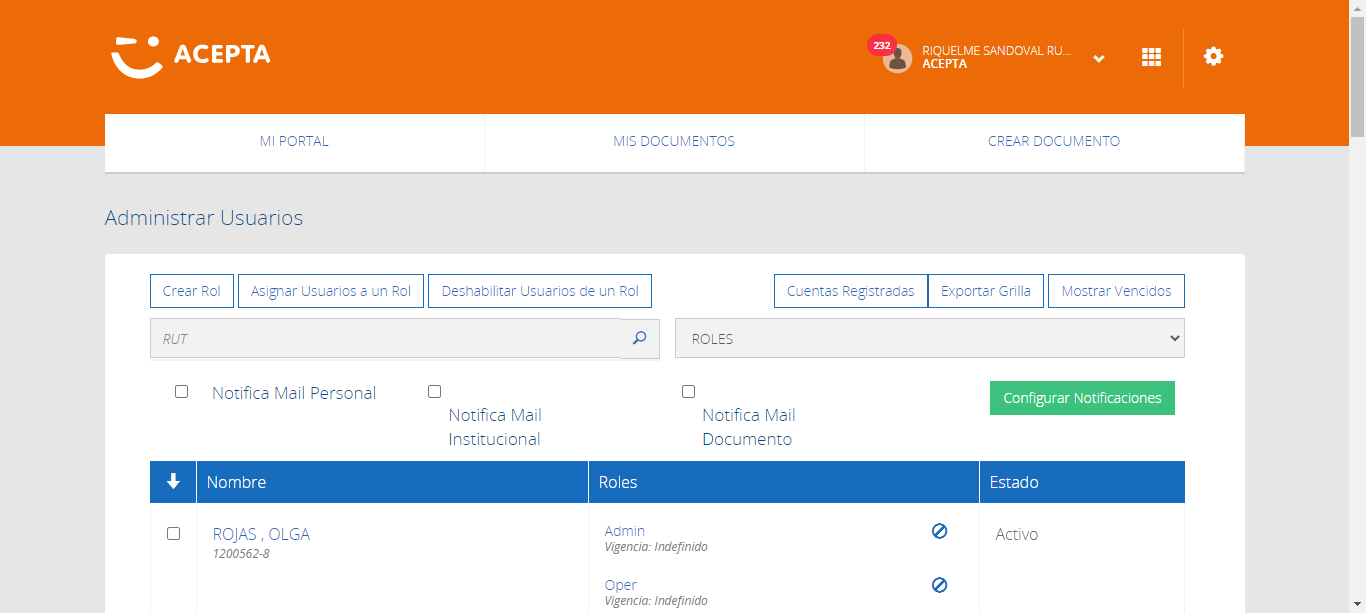 ACEPTA
232
RIQUELME SANDOVAL RU...
ACEPTA
MI PORTAL
MIS DOCUMENTOS
CREAR DOCUMENTO
Administrar Usuarios
Crear Rol
Asignar Usuarios a un Rol
Deshabilitar Usuarios de un Rol
Cuentas Registradas
Exportar Grilla
Mostrar Vencidos
RUT
ROLES
Notifica Mail Personal
Notifica Mail
Institucional
Notifica Mail
Documento
Configurar Notificaciones
Nombre
Roles
Estado
ROJAS , OLGA
1200562-8
Admin
Vigencia: Indefinido
Activo
Oper
Vigencia: Indefinido